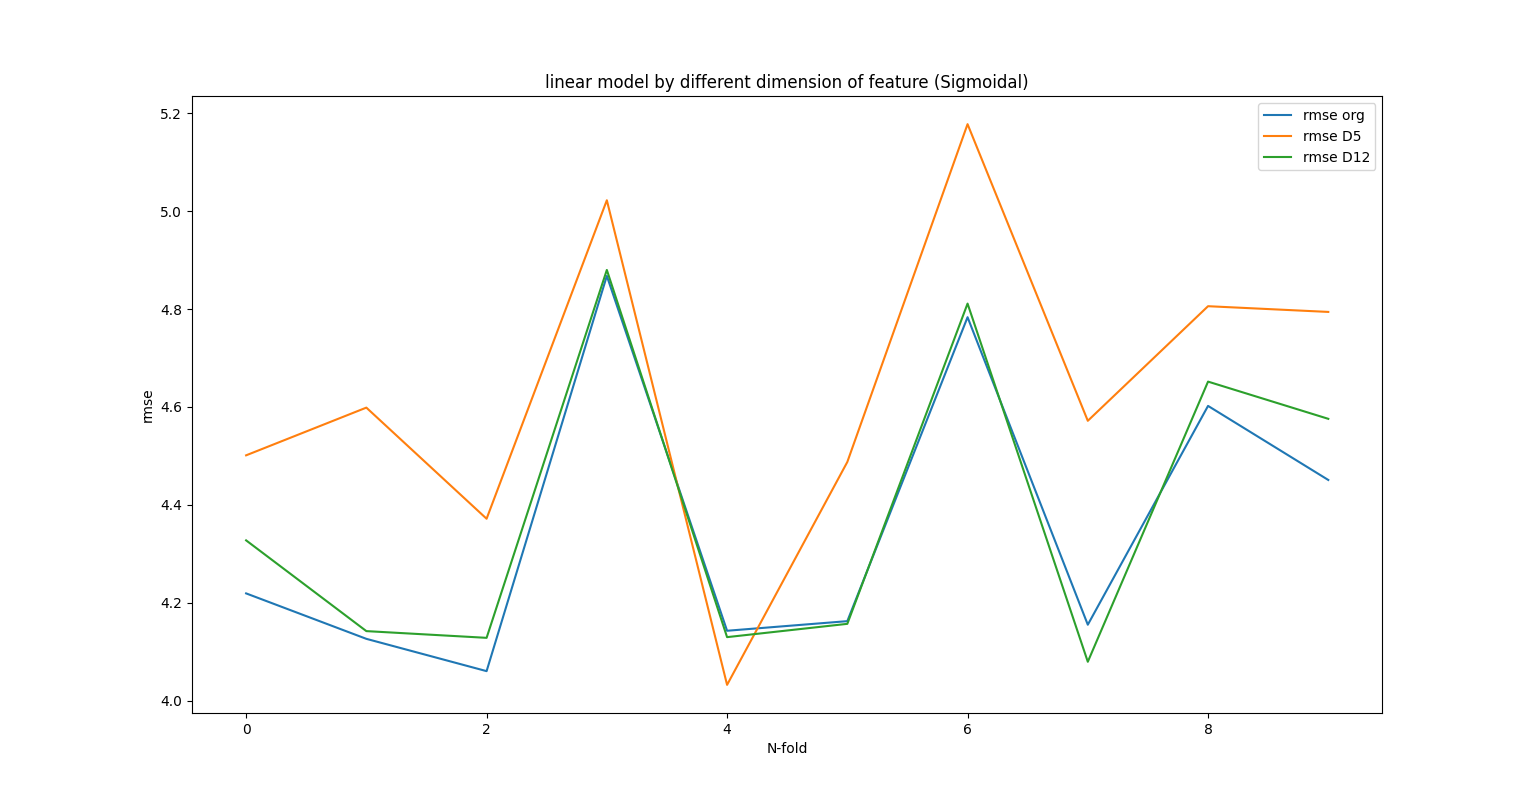 linear model by different dimension of feature (Sigmoidal)
rmse org
rmse D5
rmse D12
5.2
5.0
4.8
4.6
4.4
4.2
4.0
rmse
0 2 4 6 8
N-fold